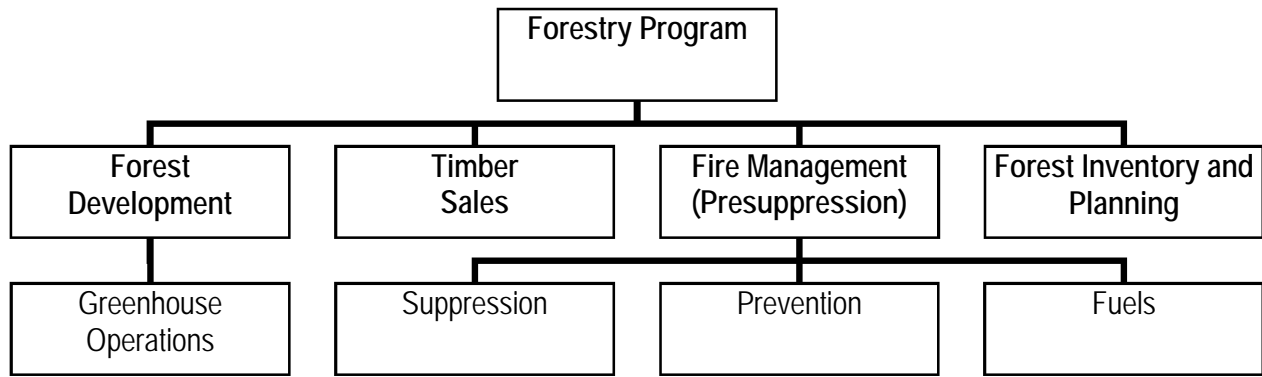 Forestry Program
Forest
Development
Timber
Sales
Fire Management
(Presuppression)
Forest Inventory and
Planning
Greenhouse
Operations
Suppression
Prevention
Fuels